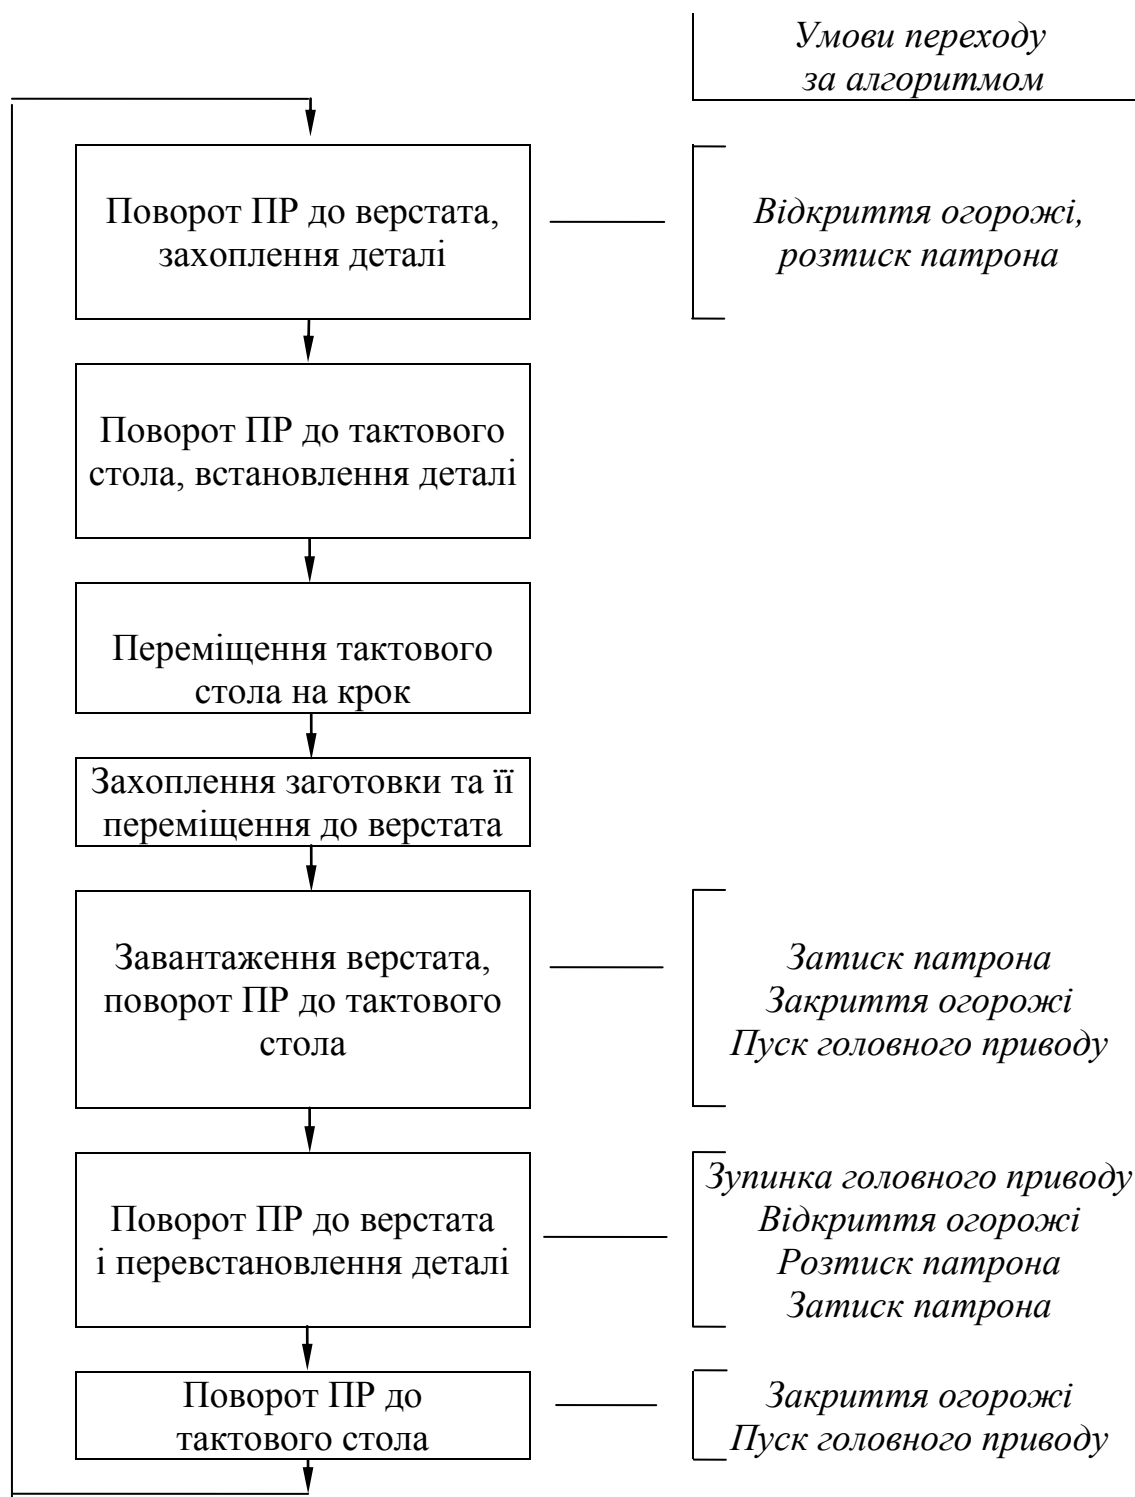 Умови переходу
за алгоритмом
Поворот ПР до верстата,
захоплення деталі
Відкриття огорожі,
розтиск патрона
Поворот ПР до тактового
стола, встановлення деталі
Переміщення тактового
стола на крок
Захоплення заготовки та її
переміщення до верстата
Завантаження верстата,
поворот ПР до тактового
стола
Затиск патрона
Закриття огорожі
Пуск головного приводу
Поворот ПР до верстата
і перевстановлення деталі
Зупинка головного приводу
Відкриття огорожі
Розтиск патрона
Затиск патрона
Поворот ПР до
тактового стола
Закриття огорожі
Пуск головного приводу